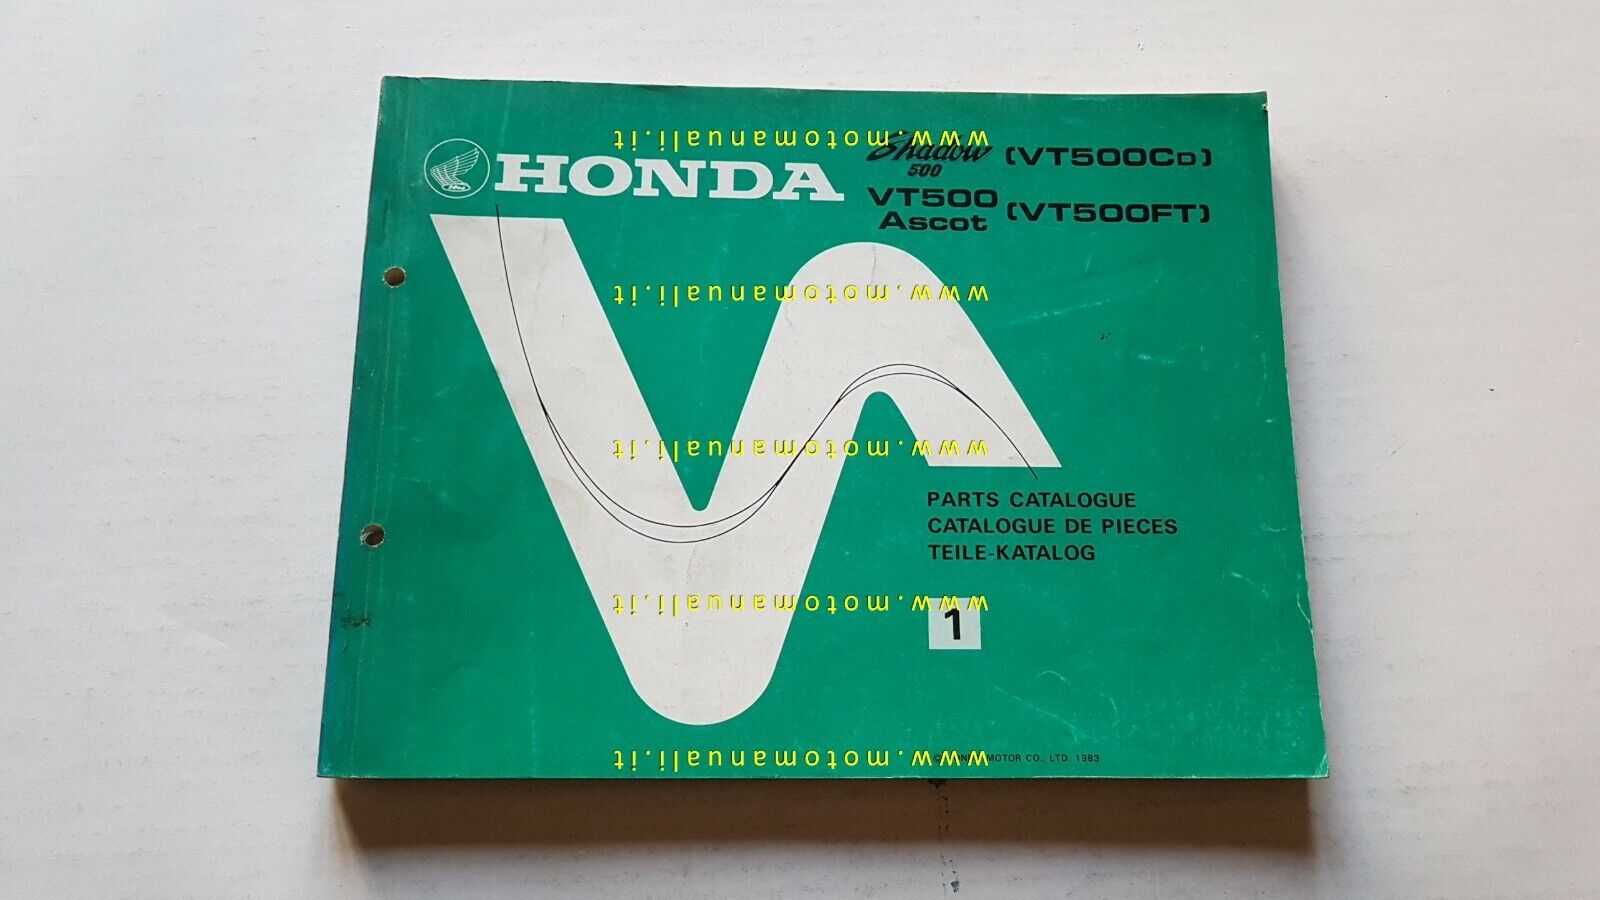 HONDA
Shadow
500
(VT500CD)
VT500
Ascot
(VT500FT)
PARTS CATALOGUE
CATALOGUE DE PIECES
TEILE-KATALOG
1
MOTOR CO., LTD. 1983
www.motomanuali.it
www.motomanuali.it
www.motomanuali.it
www.motomanuali.it
www.motomanuali.it